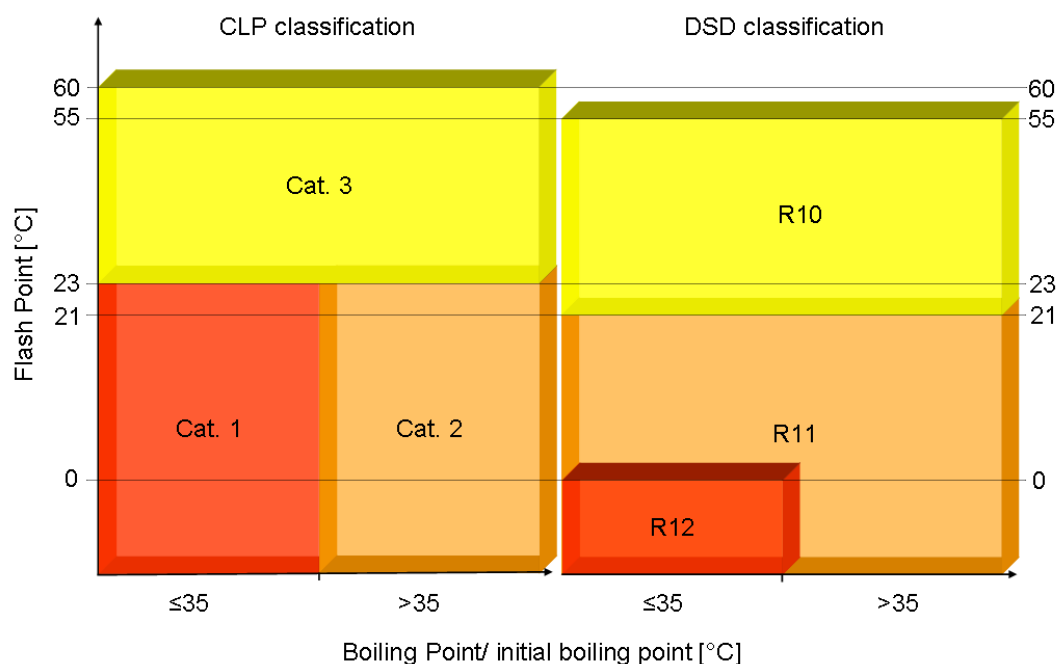 CLP classification
DSD classification
60
55
23
21
0
Flash Point [°C]
Cat. 3
Cat. 1
Cat. 2
R10
R11
R12
60
55
23
21
0
≤35
>35
≤35
>35
Boiling Point/ initial boiling point [°C]